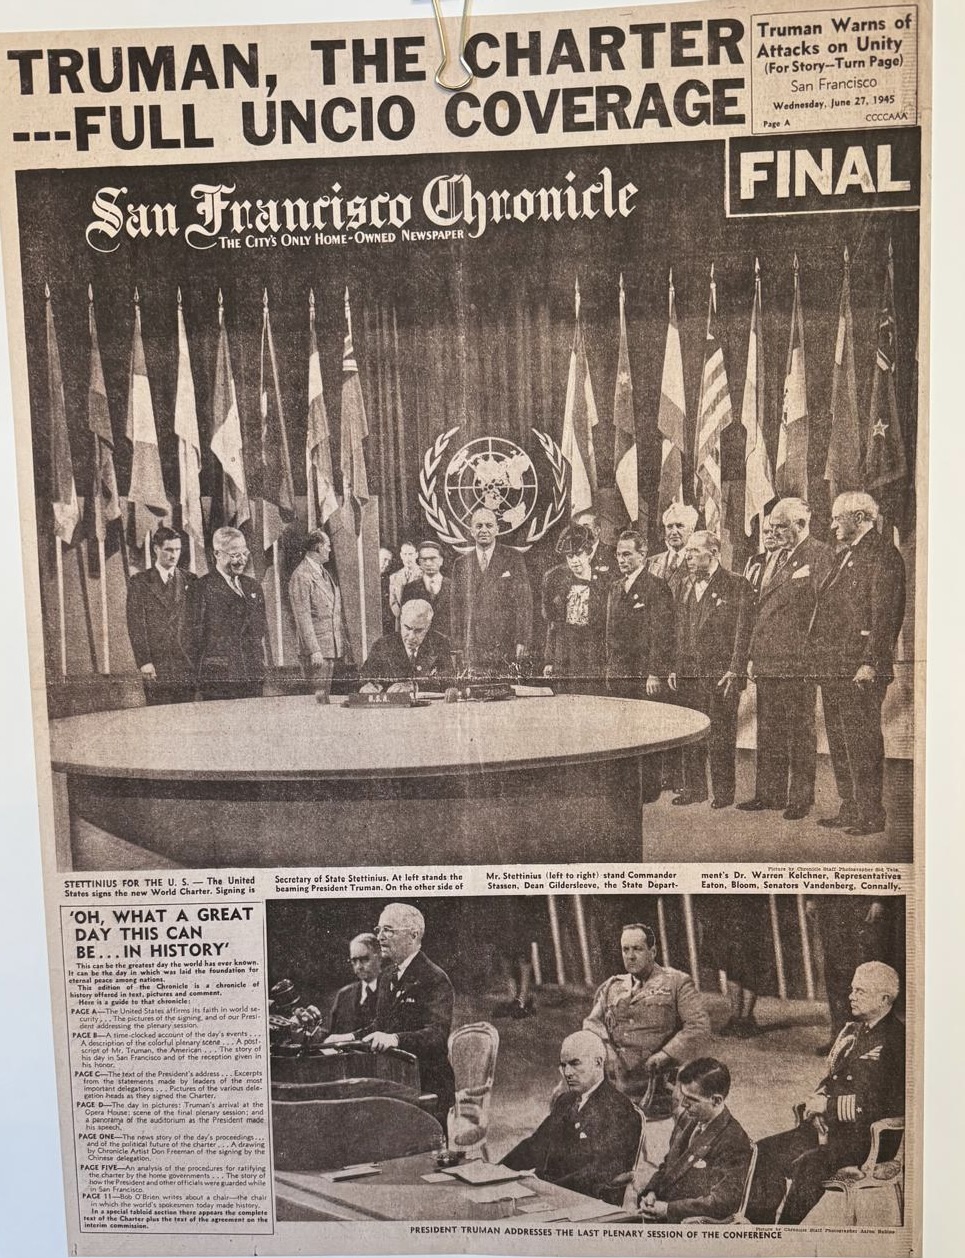 TRUMAN, THE CHARTER
---FULL UNCIO COVERAGE
Truman Warns of
Attacks on Unity
(For Story—Turn Page)
San Francisco
Wednesday, June 27, 1945
Page A CCCCAAA
FINAL
San Francisco Chronicle
THE CITY'S ONLY HOME-OWNED NEWSPAPER
U.S.A.
STETTINIUS FOR THE U. S. — The United
States signs the new World Charter. Signing is
Secretary of State Stettinius. At left stands the
beaming President Truman. On the other side of
Mr. Stettinius (left to right) stand Commander
Stassen, Dean Gildersleeve, the State Depart-
Picture by Chronicle Staff Photographer
ment's Dr. Warren Kelchner, Representatives
Eaton, Bloom, Senators Vandenberg, Connally.
'OH, WHAT A GREAT
DAY THIS CAN
BE... IN HISTORY'
This can be the greatest day the world has ever known.
It can be the day in which was laid the foundation for
eternal peace among nations.
This edition of the Chronicle is a chronicle of
history offered in text, pictures and comment.
Here is a guide to that chronicle:
PAGE A—The United States affirms its faith in world se-
curity . . . The pictures of the signing, and of our Presi-
dent addressing the plenary session.
PAGE B—A time-clocked account of the day's events . . .
A description of the colorful plenary scene . . . A post-
script of Mr. Truman, the American . . . The story of
his day in San Francisco and of the reception given in
his honor.
PAGE C—The text of the President's address . . . Excerpts
from the statements made by leaders of the most
important delegations . . . Pictures of the various dele-
gation heads as they signed the Charter.
PAGE D—The day in pictures: Truman's arrival at the
Opera House; scene of the final plenary session; and
a panorama of the auditorium as the President made
his speech.
PAGE ONE—The news story of the day's proceedings . . .
and of the political future of the charter . . . A drawing
by Chronicle Artist Don Freeman of the signing by the
Chinese delegation.
PAGE FIVE—An analysis of the procedures for ratifying
the charter by the home governments . . . The story of
how the President and other officials were guarded while
in San Francisco.
PAGE 11—Bob O'Brien writes about a chair—the chair
in which the world's spokesmen today made history.
In a special tabloid section there appears the complete
text of the Charter plus the text of the agreement on the
interim commission.
PRESIDENT TRUMAN ADDRESSES THE LAST PLENARY SESSION OF THE CONFERENCE
Picture by Chronicle Staff Photographer